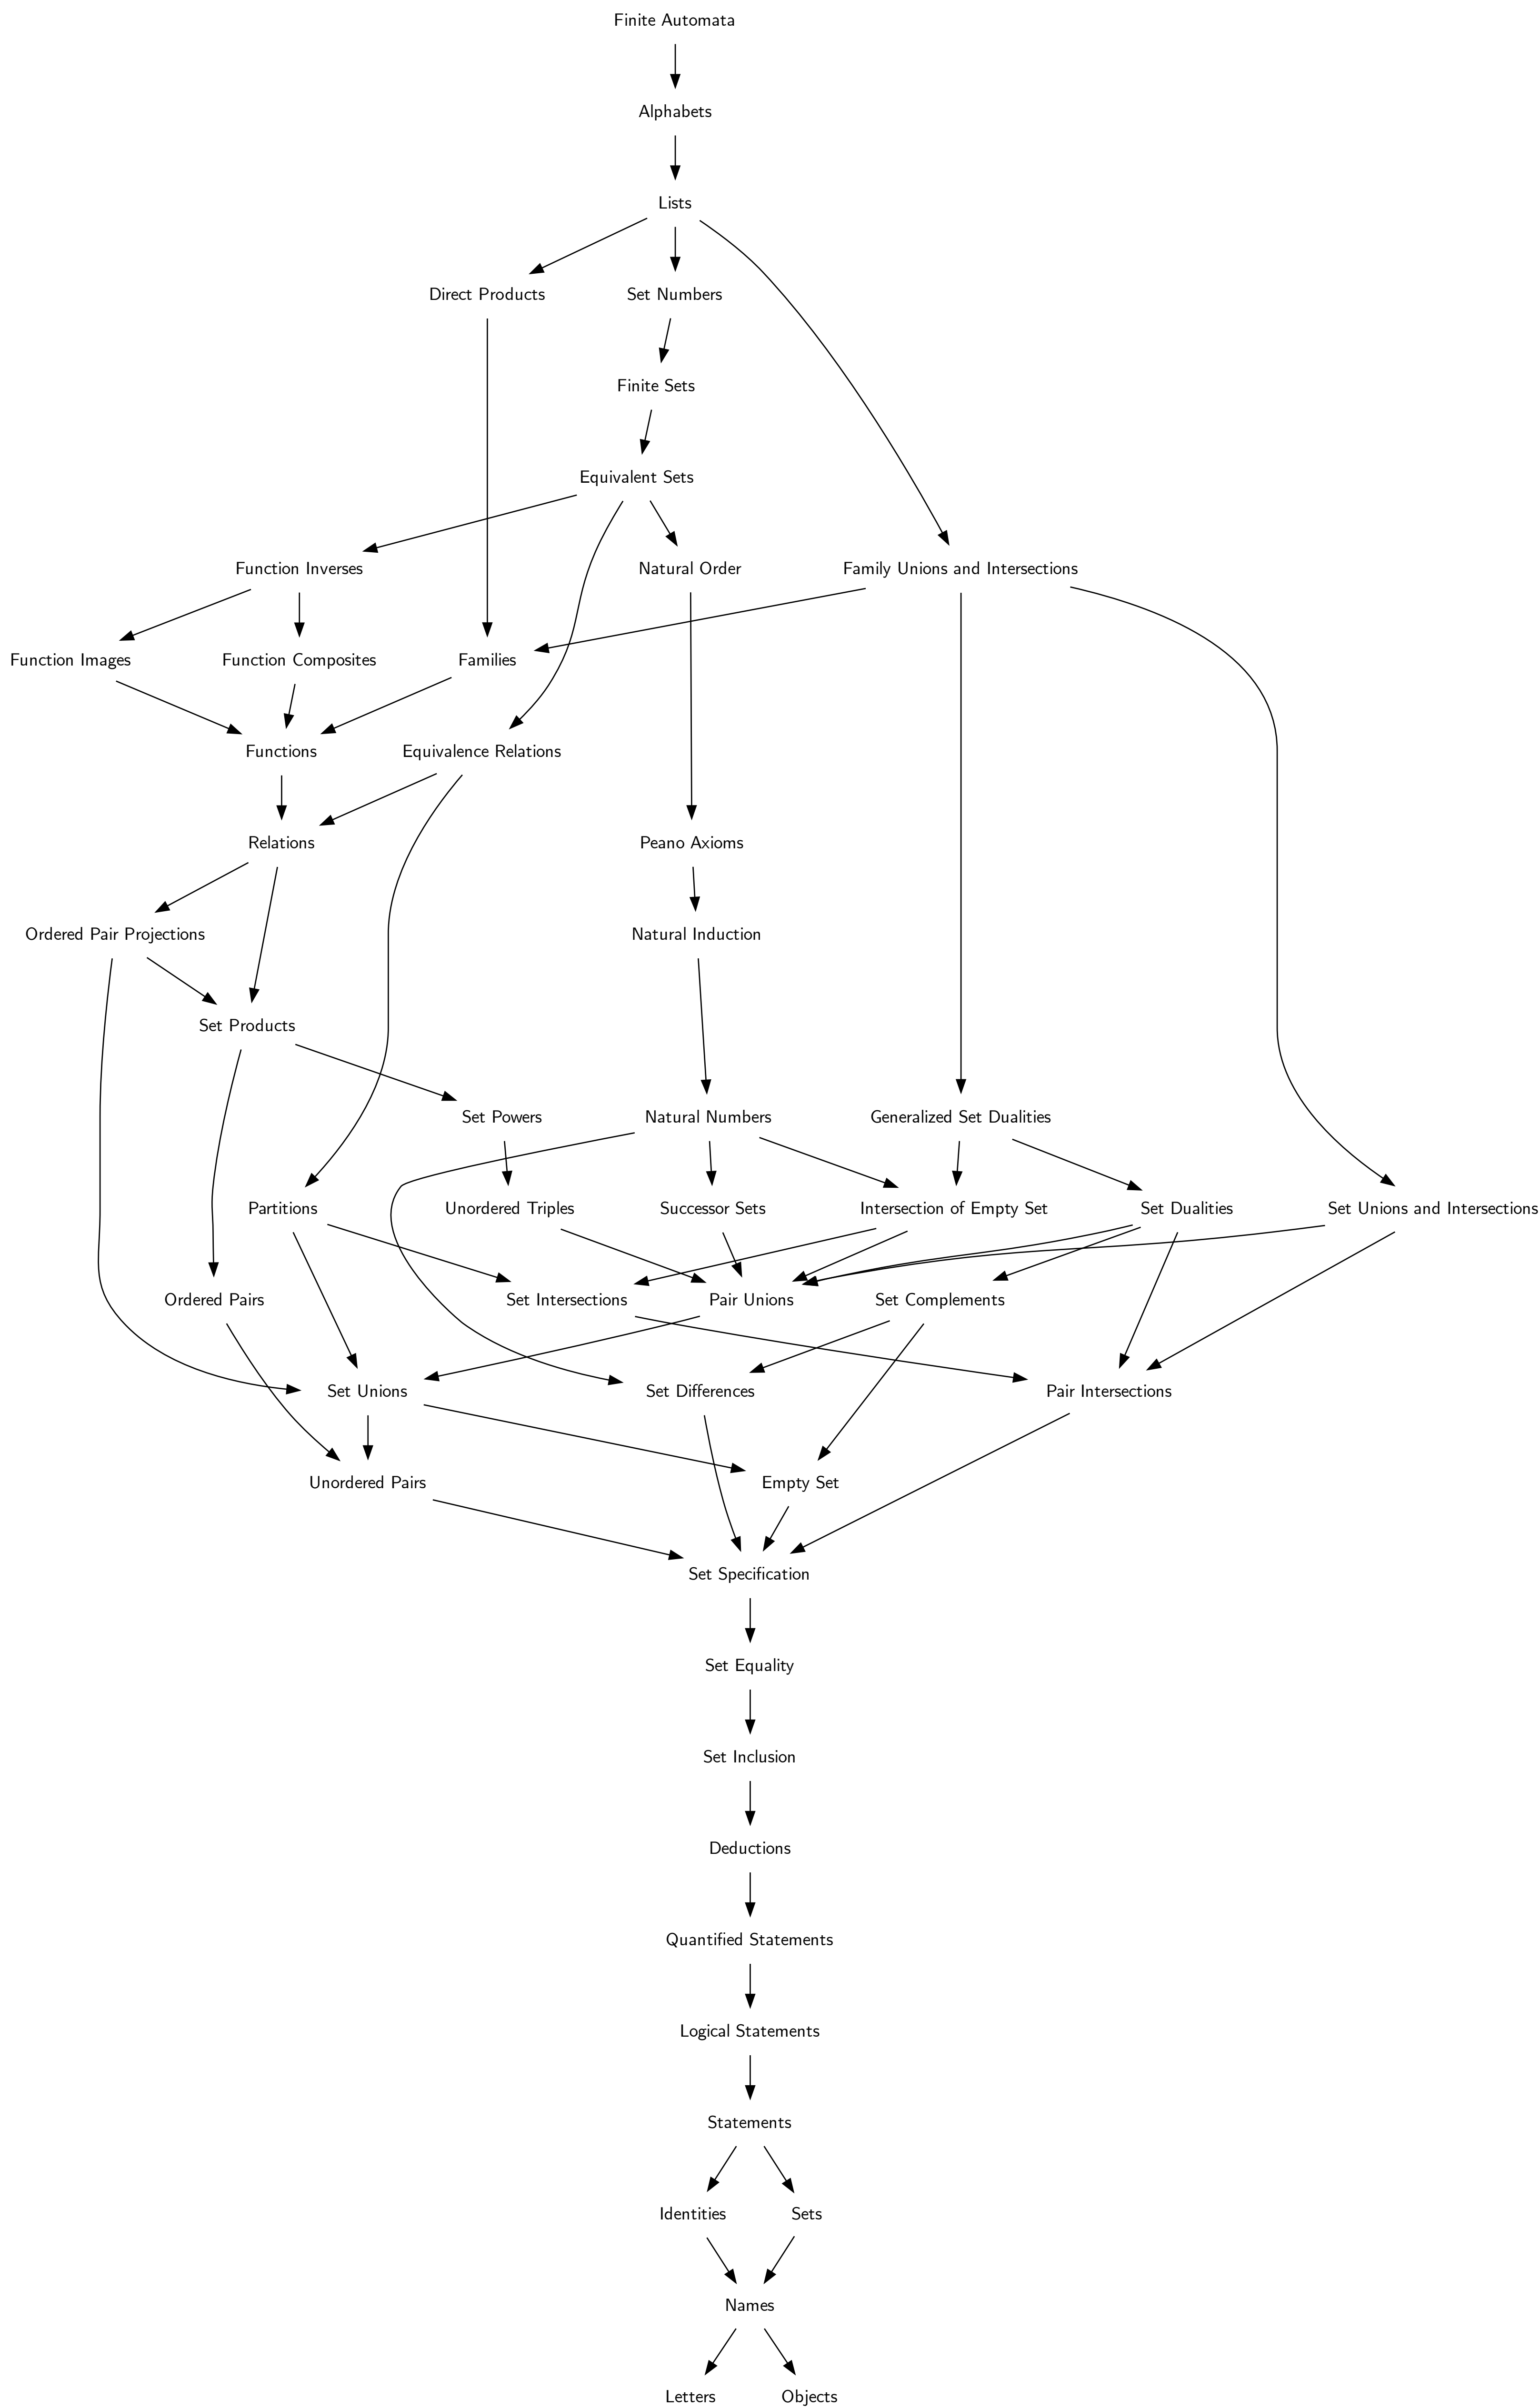 Finite Automata
Alphabets
Lists
Direct Products
Set Numbers
Finite Sets
Equivalent Sets
Function Inverses
Natural Order
Family Unions and Intersections
Function Images
Function Composites
Families
Functions
Equivalence Relations
Relations
Peano Axioms
Ordered Pair Projections
Natural Induction
Set Products
Set Powers
Natural Numbers
Generalized Set Dualities
Partitions
Unordered Triples
Successor Sets
Intersection of Empty Set
Set Dualities
Set Unions and Intersections
Ordered Pairs
Set Intersections
Pair Unions
Set Complements
Set Unions
Set Differences
Pair Intersections
Unordered Pairs
Empty Set
Set Specification
Set Equality
Set Inclusion
Deductions
Quantified Statements
Logical Statements
Statements
Identities
Sets
Names
Letters
Objects